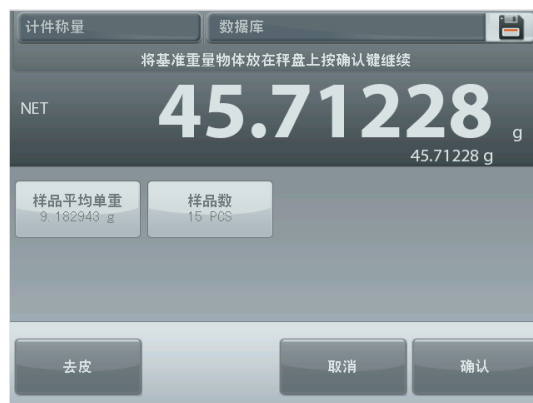 计件称量 数据库
将基准重量物体放在秤盘上按确认键继续
NET 45.71228 g
45.71228 g
样品平均单重 样品数
9.182943 g 15 PCS
去皮 取消 确认